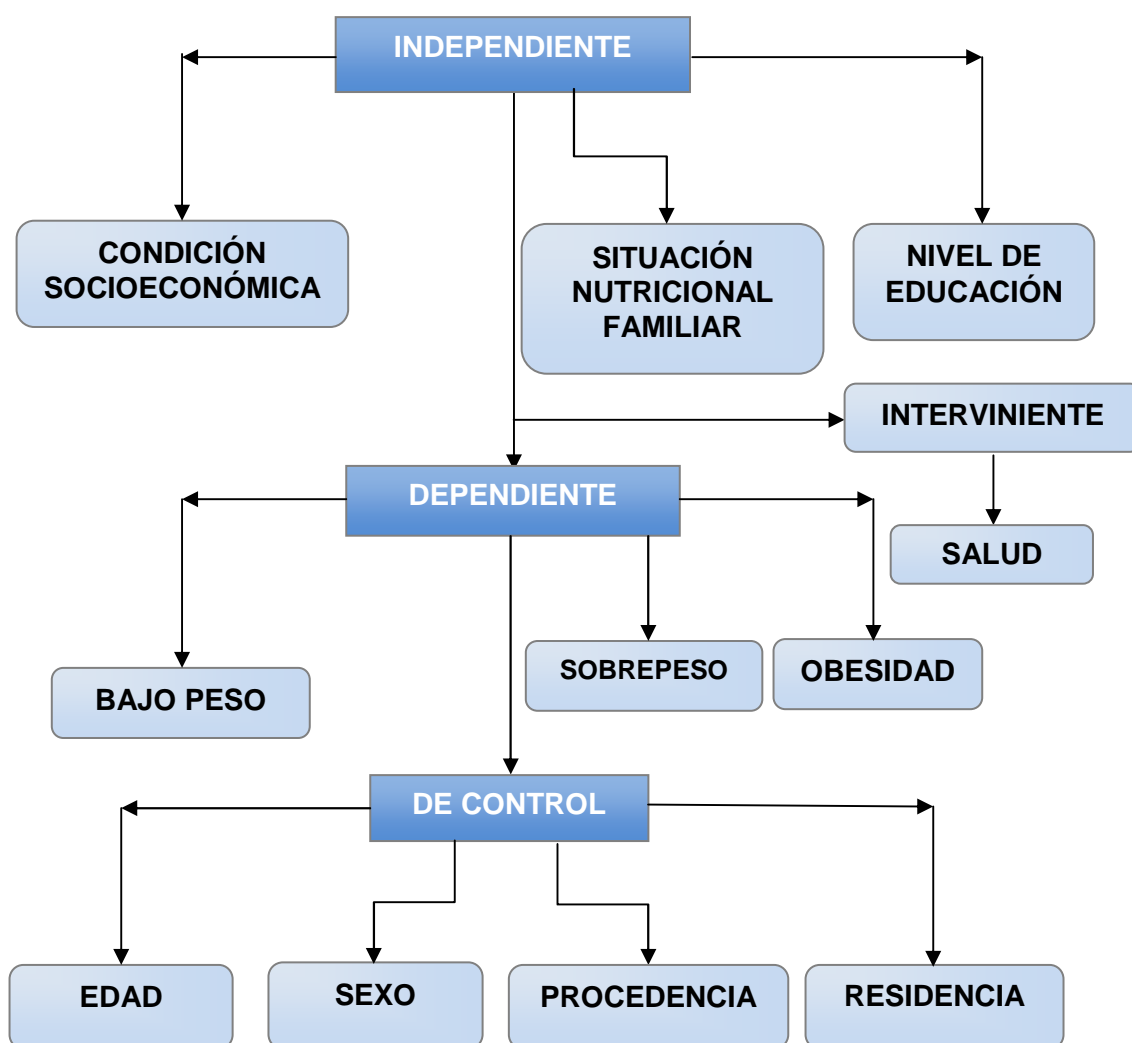 INDEPENDIENTE
CONDICIÓN
SOCIOECONÓMICA
SITUACIÓN
NUTRICIONAL
FAMILIAR
NIVEL DE
EDUCACIÓN
INTERVINIENTE
DEPENDIENTE
SALUD
BAJO PESO
SOBREPESO
OBESIDAD
DE CONTROL
EDAD
SEXO
PROCEDENCIA
RESIDENCIA